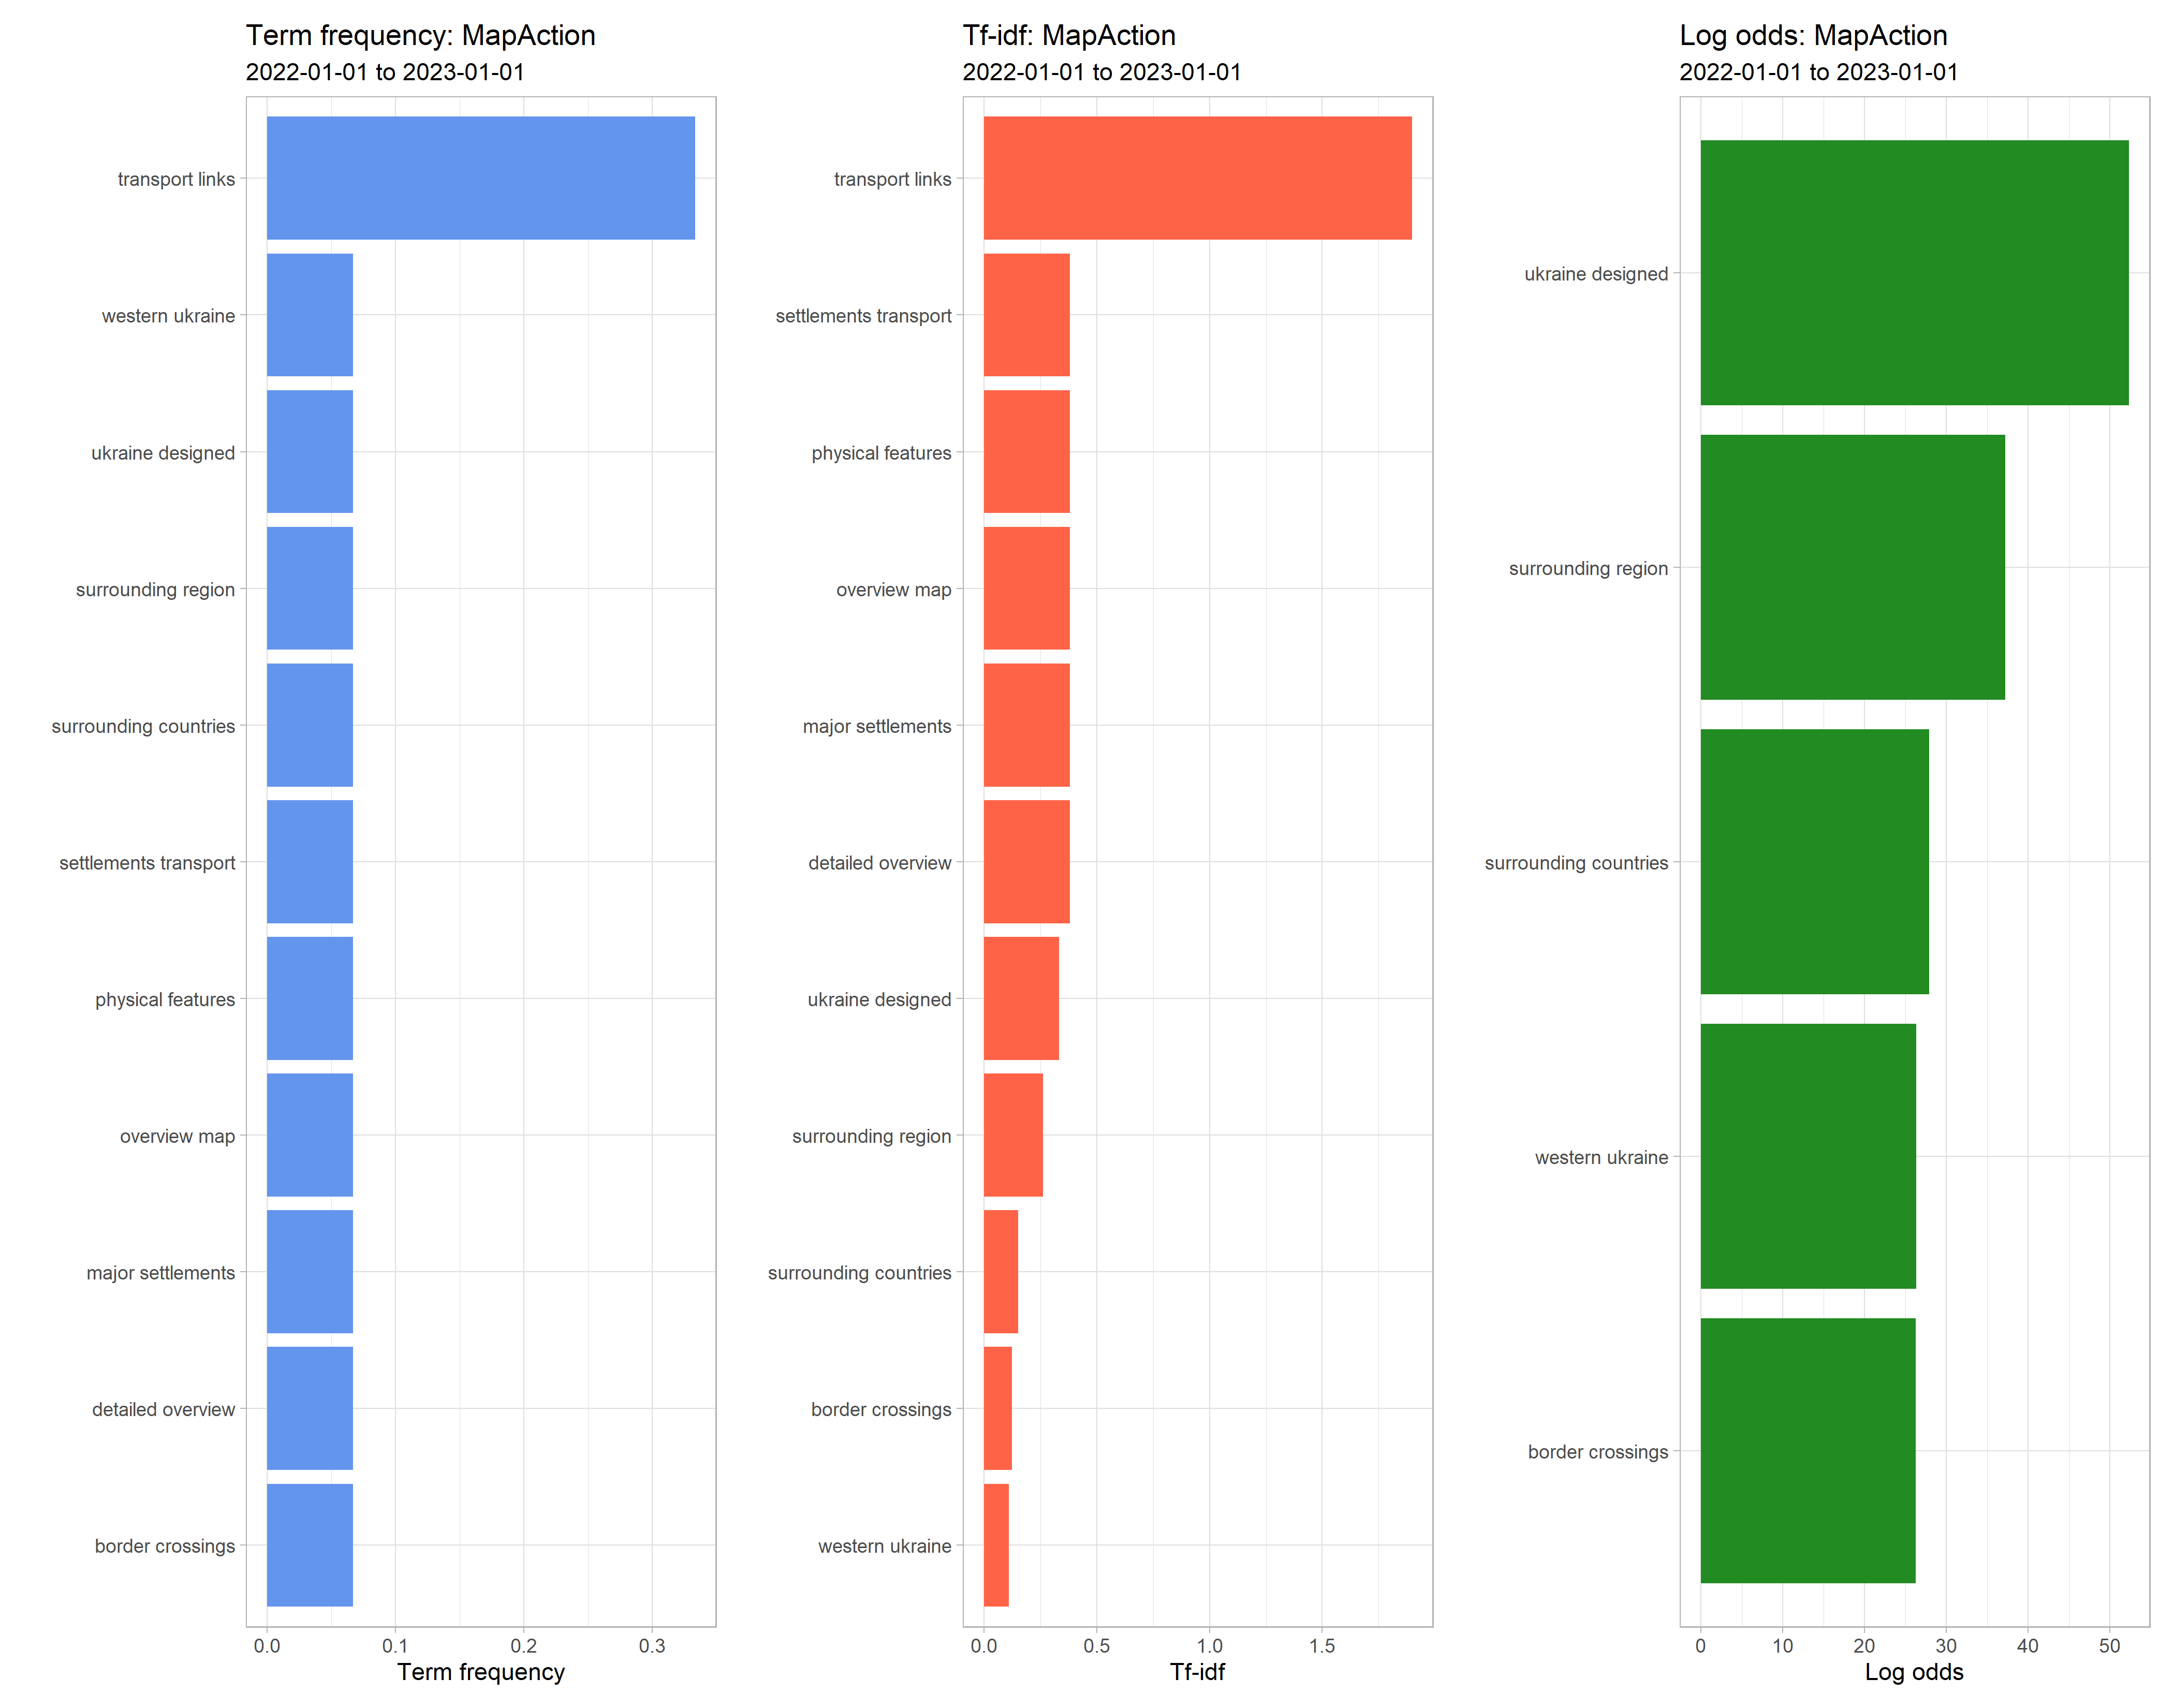 Term frequency: MapAction
2022-01-01 to 2023-01-01
transport links
western ukraine
ukraine designed
surrounding region
surrounding countries
settlements transport
physical features
overview map
major settlements
detailed overview
border crossings
0.0 0.1 0.2 0.3
Term frequency
Tf-idf: MapAction
2022-01-01 to 2023-01-01
transport links
settlements transport
physical features
overview map
major settlements
detailed overview
ukraine designed
surrounding region
surrounding countries
border crossings
western ukraine
0.0 0.5 1.0 1.5
Tf-idf
Log odds: MapAction
2022-01-01 to 2023-01-01
ukraine designed
surrounding region
surrounding countries
western ukraine
border crossings
0 10 20 30 40 50
Log odds